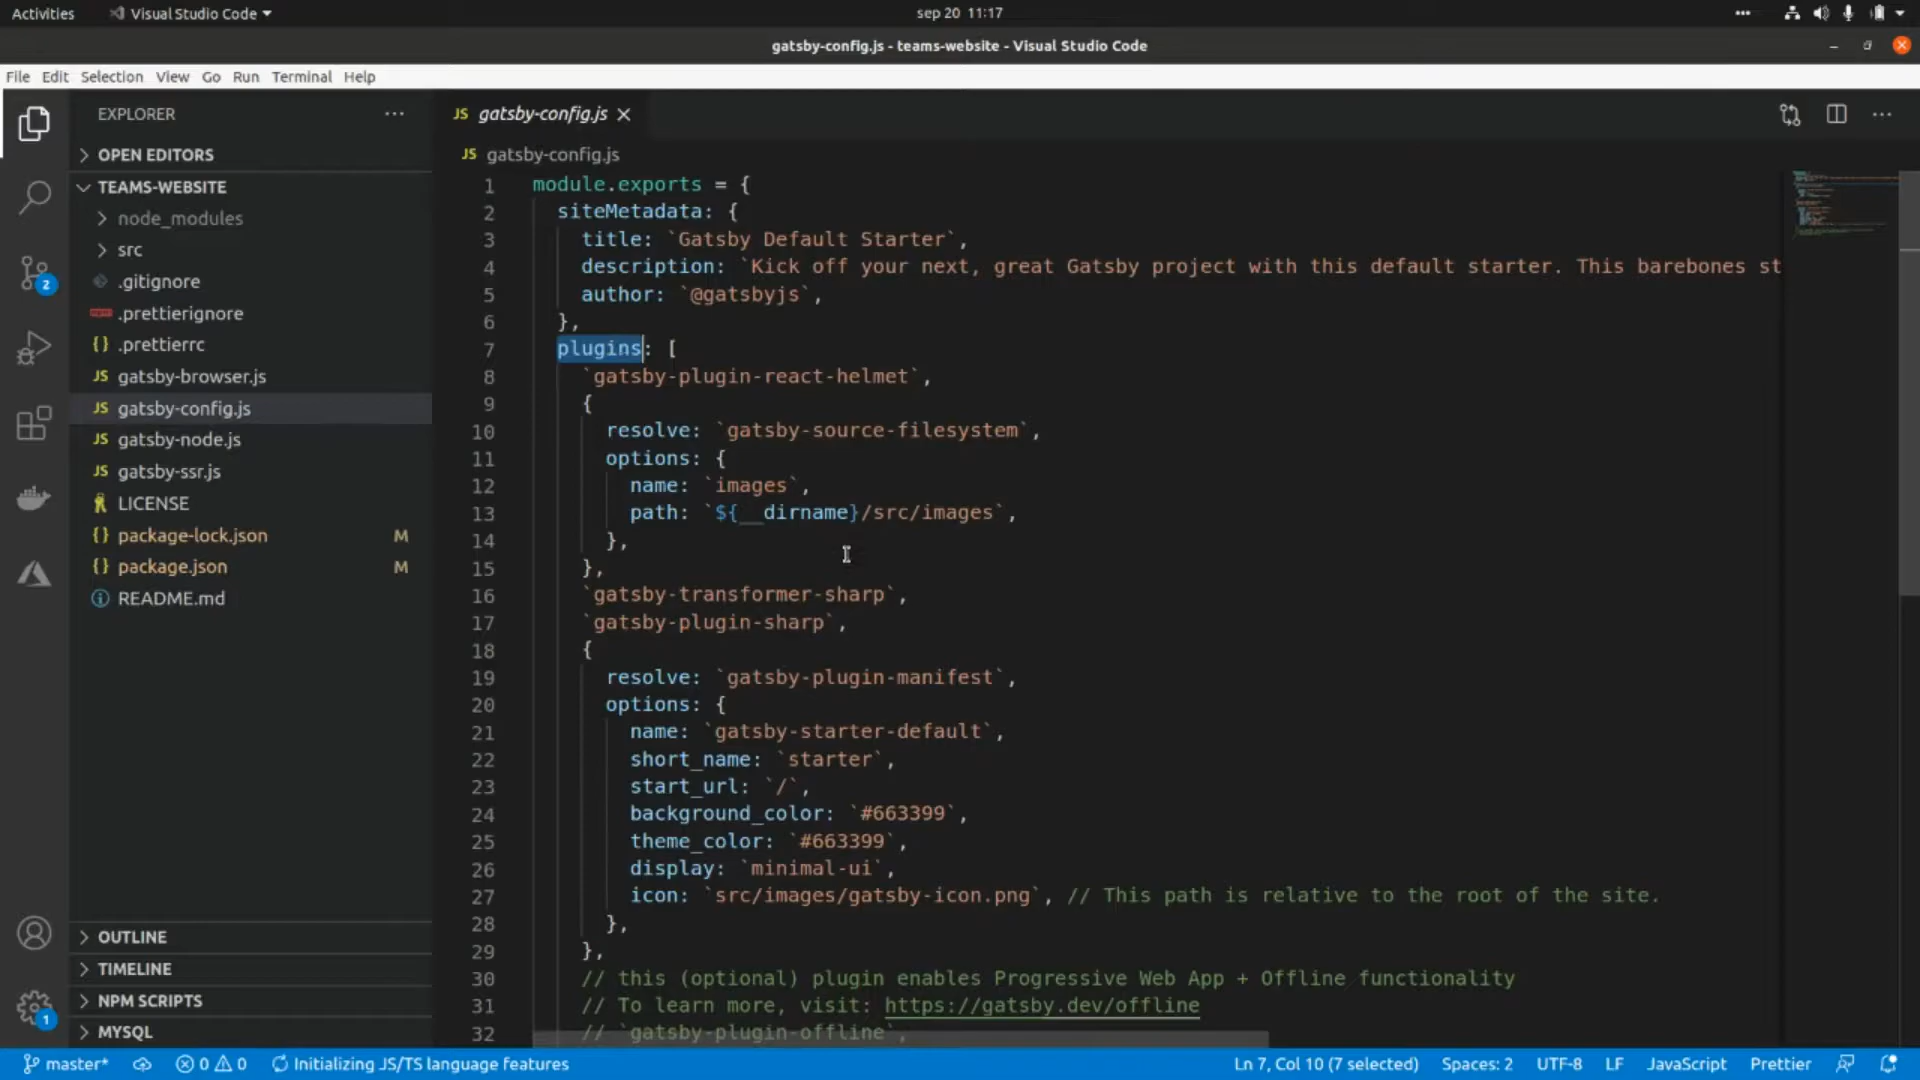 Activities
Visual Studio Code
sep 20 11:17
gatsby-config.js - teams-website - Visual Studio Code
File Edit Selection View Go Run Terminal Help
EXPLORER
OPEN EDITORS
TEAMS-WEBSITE
node_modules
src
.gitignore
.prettierignore
{} .prettierrc
JS gatsby-browser.js
JS gatsby-config.js
JS gatsby-node.js
JS gatsby-ssr.js
LICENSE
{} package-lock.json M
{} package.json M
README.md
OUTLINE
TIMELINE
NPM SCRIPTS
MYSQL
2
1
JS gatsby-config.js
JS gatsby-config.js
1 module.exports = {
2 siteMetadata: {
3 title: `Gatsby Default Starter`,
4 description: `Kick off your next, great Gatsby project with this default starter. This barebones st
5 author: `@gatsbyjs`,
6 },
7 plugins: [
8 `gatsby-plugin-react-helmet`,
9 {
10 resolve: `gatsby-source-filesystem`,
11 options: {
12 name: `images`,
13 path: `${__dirname}/src/images`,
14 },
15 },
16 `gatsby-transformer-sharp`,
17 `gatsby-plugin-sharp`,
18 {
19 resolve: `gatsby-plugin-manifest`,
20 options: {
21 name: `gatsby-starter-default`,
22 short_name: `starter`,
23 start_url: `/`,
24 background_color: `#663399`,
25 theme_color: `#663399`,
26 display: `minimal-ui`,
27 icon: `src/images/gatsby-icon.png`, // This path is relative to the root of the site.
28 },
29 },
30 // this (optional) plugin enables Progressive Web App + Offline functionality
31 // To learn more, visit: https://gatsby.dev/offline
32 // `gatsby-plugin-offline`,
master* 0 0 Initializing JS/TS language features Ln 7, Col 10 (7 selected) Spaces: 2 UTF-8 LF JavaScript Prettier